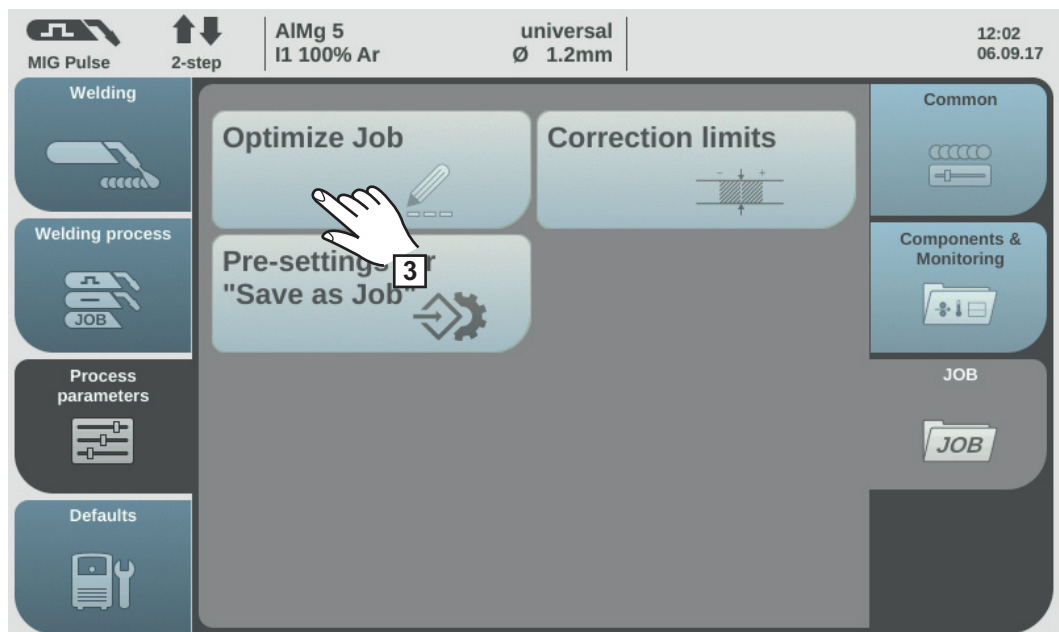 MIG Pulse
2-step
AlMg 5
I1 100% Ar
universal
Ø 1.2mm
12:02
06.09.17
Welding
Welding process
JOB
Process
parameters
Defaults
Optimize Job
Correction limits
- +
Pre-settings
"Save as Job"
3
Common
Components &
Monitoring
JOB
JOB